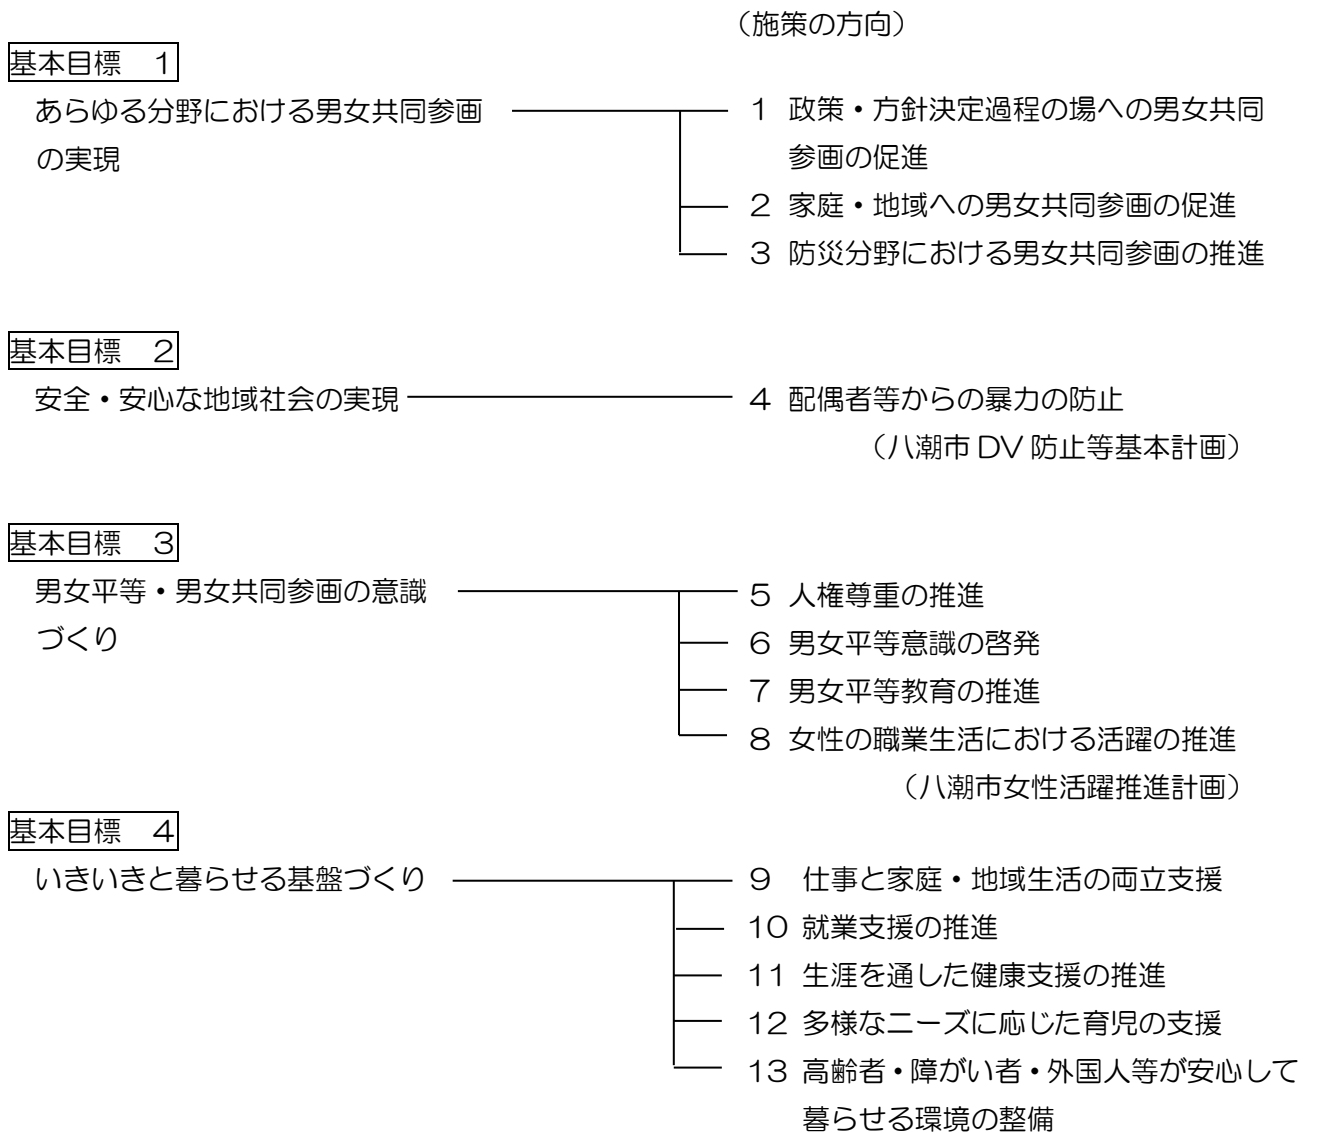 （施策の方向）
基本目標　１
あらゆる分野における男女共同参画
の実現
１ 政策・方針決定過程の場への男女共同
参画の促進
２ 家庭・地域への男女共同参画の促進
３ 防災分野における男女共同参画の推進
基本目標　２
安全・安心な地域社会の実現
４ 配偶者等からの暴力の防止
（八潮市 DV 防止等基本計画）
基本目標　３
男女平等・男女共同参画の意識
づくり
５ 人権尊重の推進
６ 男女平等意識の啓発
７ 男女平等教育の推進
８ 女性の職業生活における活躍の推進
（八潮市女性活躍推進計画）
基本目標　４
いきいきと暮らせる基盤づくり
９ 仕事と家庭・地域生活の両立支援
10 就業支援の推進
11 生涯を通した健康支援の推進
12 多様なニーズに応じた育児の支援
13 高齢者・障がい者・外国人等が安心して
暮らせる環境の整備